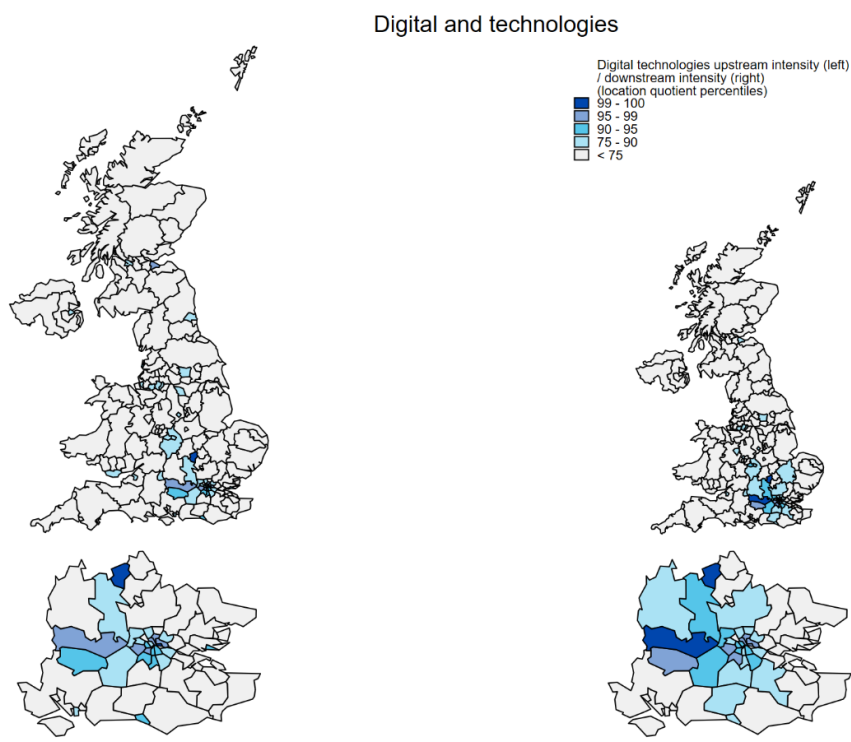 Digital and technologies
Digital technologies upstream intensity (left)
/ downstream intensity (right)
(location quotient percentiles)
99 - 100
95 - 99
90 - 95
75 - 90
< 75